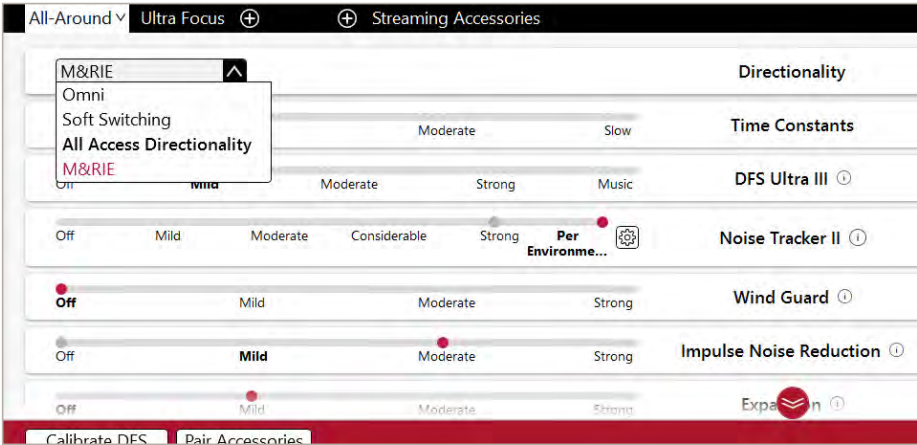 All-Around Ultra Focus Streaming Accessories
M&RIE Directionality
Omni
Soft Switching
All Access Directionality
M&RIE
Moderate Slow Time Constants
Off Mild Moderate Strong Music DFS Ultra III
Off Mild Moderate Considerable Strong Per Environme... Noise Tracker II
Off Mild Moderate Strong Wind Guard
Off Mild Moderate Strong Impulse Noise Reduction
Off Mild Moderate Strong
Calibrate DFS Pair Accessories